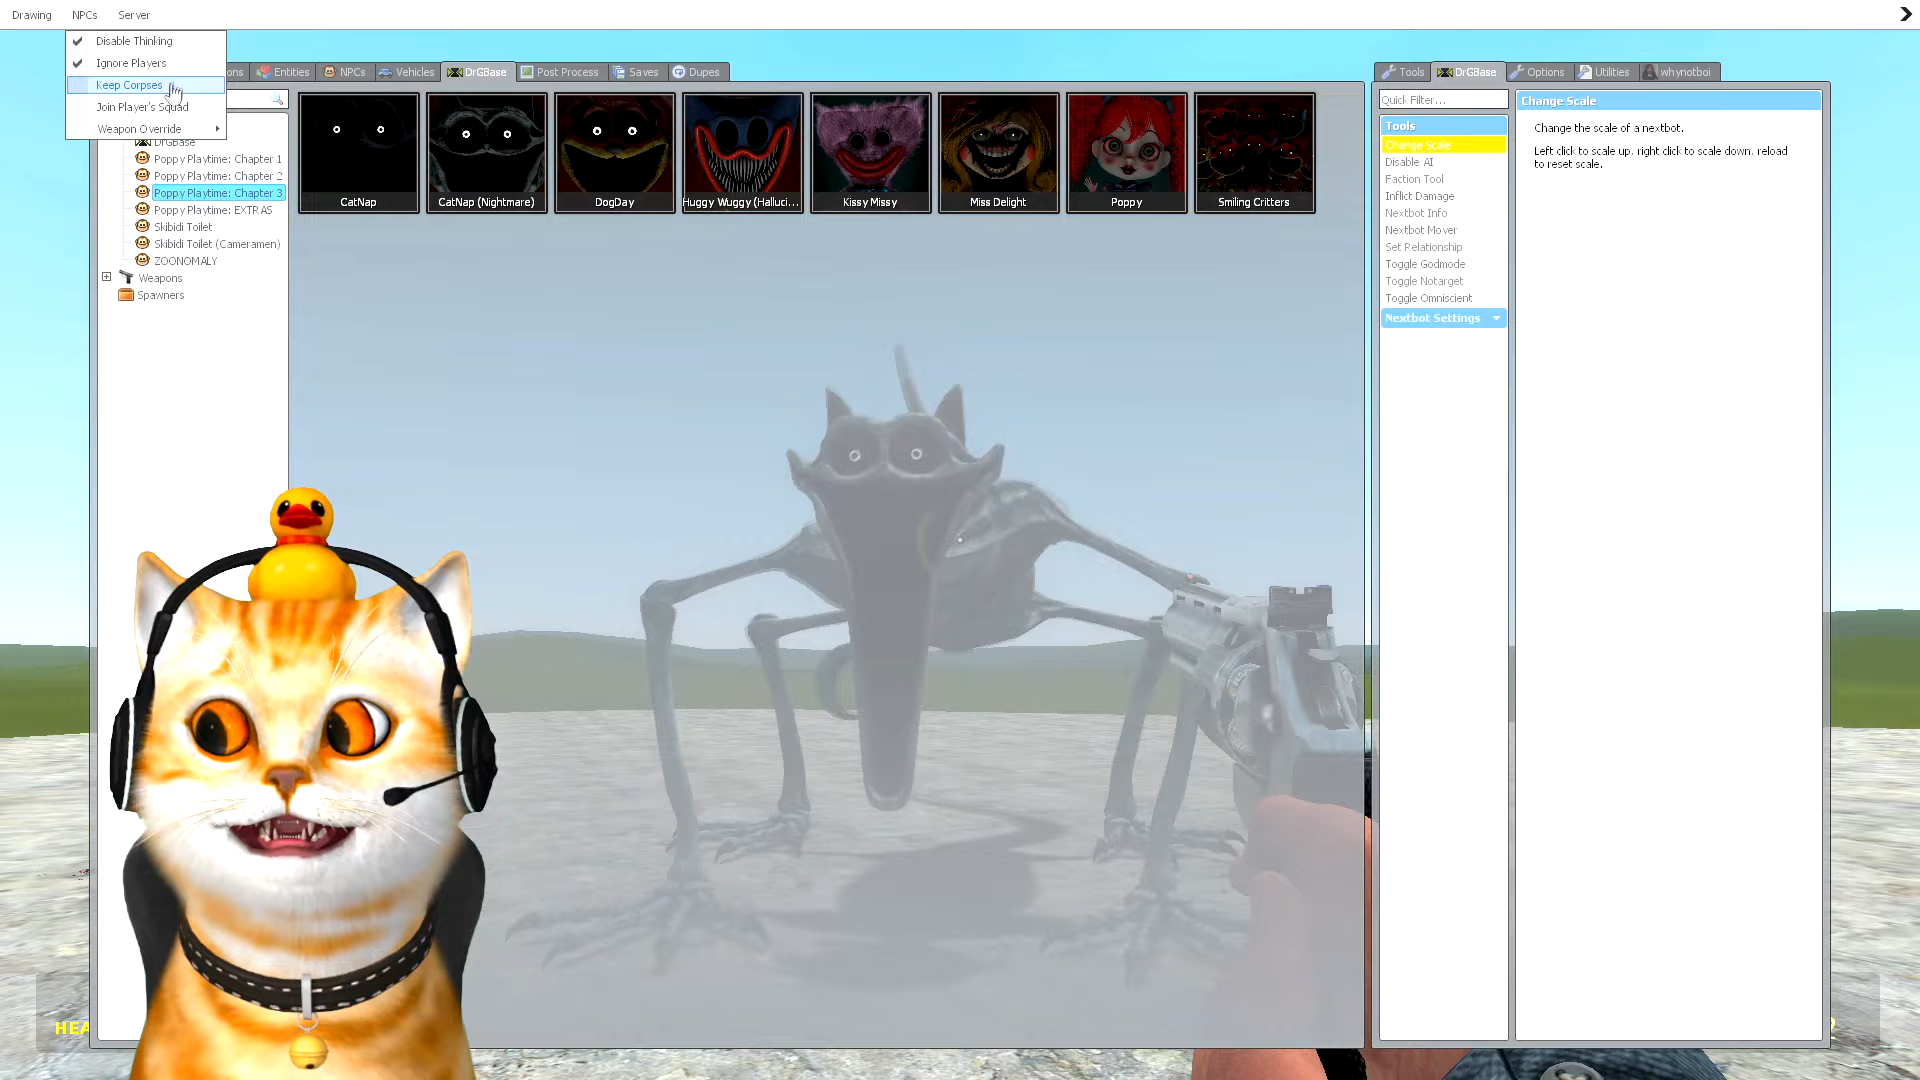 Drawing NPCs Server
Disable Thinking
Ignore Players
Keep Corpses
Join Player's Squad
Weapon Override
ons Entities NPCs Vehicles DrGBase Post Process Saves Dupes
DrGBase
Poppy Playtime: Chapter 1
Poppy Playtime: Chapter 2
Poppy Playtime: Chapter 3
Poppy Playtime: EXTRAS
Skibidi Toilet
Skibidi Toilet (Cameramen)
ZOONOMALY
Weapons
Spawners
CatNap
CatNap (Nightmare)
DogDay
Huggy Wuggy (Halluci...
Kissy Missy
Miss Delight
Poppy
Smiling Critters
Tools DrGBase Options Utilities whynotboi
Quick Filter...
Tools
Change Scale
Disable AI
Faction Tool
Inflict Damage
Nextbot Info
Nextbot Mover
Set Relationship
Toggle Godmode
Toggle Notarget
Toggle Omniscient
Nextbot Settings
Change Scale
Change the scale of a nextbot.
Left click to scale up, right click to scale down, reload
to reset scale.
HEA